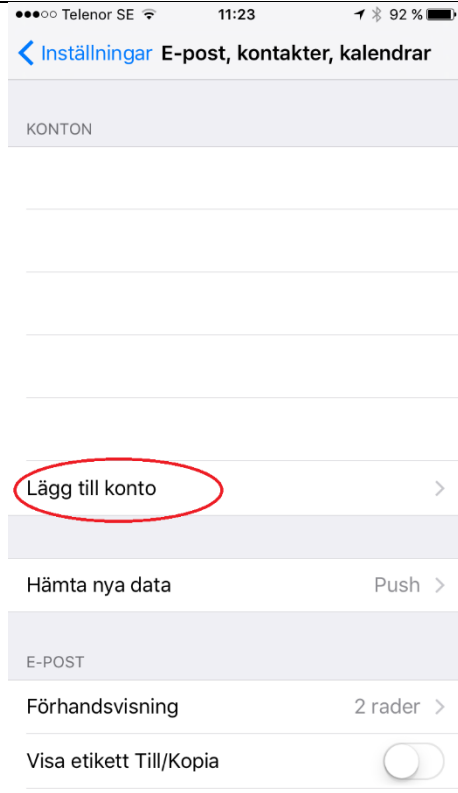 Telenor SE 11:23 92 %
Inställningar E-post, kontakter, kalendrar
KONTON
Lägg till konto
Hämta nya data Push
E-POST
Förhandsvisning 2 rader
Visa etikett Till/Kopia